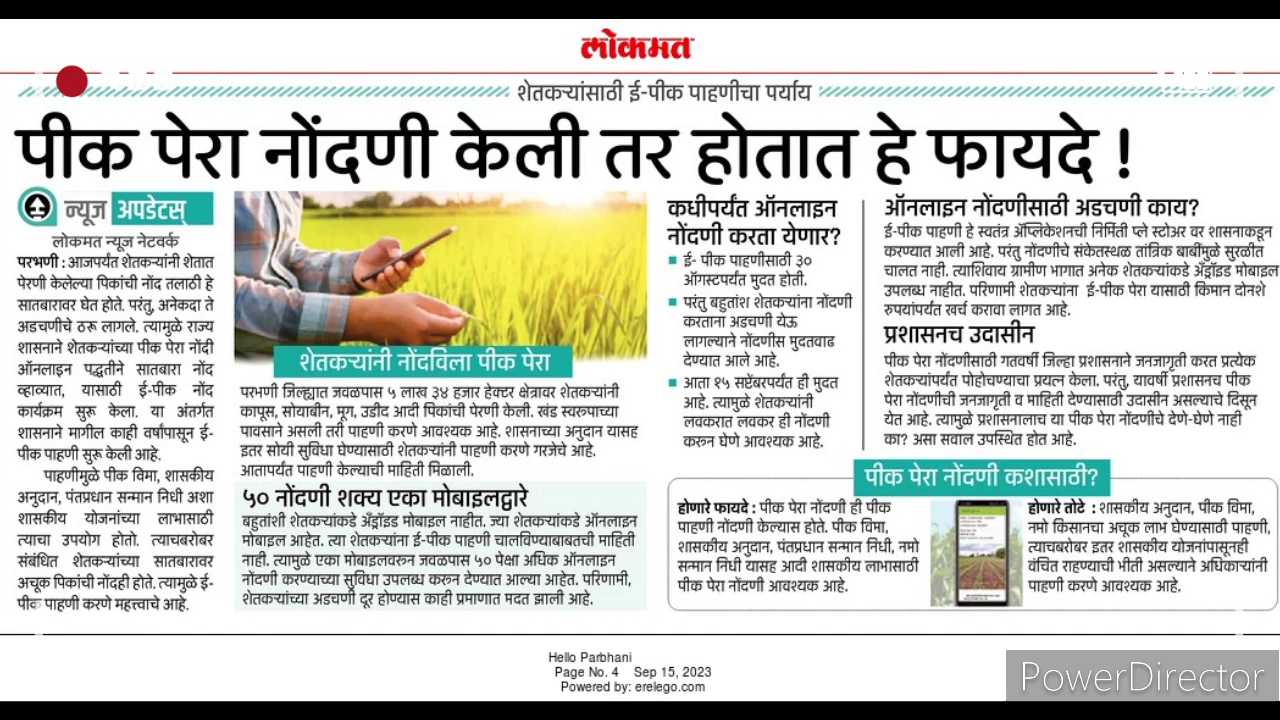 लोकमत
शेतकऱ्यांसाठी ई-पीक पाहणीचा पर्याय
पीक पेरा नोंदणी केली तर होतात हे फायदे !
न्यूज अपडेटस्
लोकमत न्यूज नेटवर्क
परभणी : आजपर्यंत शेतकऱ्यांनी शेतात
पेरणी केलेल्या पिकांची नोंद तलाठी हे
सातबारावर घेत होते. परंतु, अनेकदा ते
अडचणीचे ठरू लागले. त्यामुळे राज्य
शासनाने शेतकऱ्यांच्या पीक पेरा नोंदी
ऑनलाइन पद्धतीने सातबारा नोंद
व्हाव्यात, यासाठी ई-पीक नोंद
कार्यक्रम सुरू केला. या अंतर्गत
शासनाने मागील काही वर्षांपासून ई-
पीक पाहणी सुरू केली आहे.
पाहणीमुळे पीक विमा, शासकीय
अनुदान, पंतप्रधान सन्मान निधी अशा
शासकीय योजनांच्या लाभासाठी
त्याचा उपयोग होतो. त्याचबरोबर
संबंधित शेतकऱ्यांच्या सातबारावर
अचूक पिकांची नोंदही होते. त्यामुळे ई-
पीक पाहणी करणे महत्त्वाचे आहे.
शेतकऱ्यांनी नोंदविला पीक पेरा
परभणी जिल्ह्यात जवळपास ५ लाख ३४ हजार हेक्टर क्षेत्रावर शेतकऱ्यांनी
कापूस, सोयाबीन, मूग, उडीद आदी पिकांची पेरणी केली. खंड स्वरुपाच्या
पावसाने असली तरी पाहणी करणे आवश्यक आहे. शासनाच्या अनुदान यासह
इतर सोयी सुविधा घेण्यासाठी शेतकऱ्यांनी पाहणी करणे गरजेचे आहे.
आतापर्यंत पाहणी केल्याची माहिती मिळाली.
५० नोंदणी शक्य एका मोबाइलद्वारे
बहुतांशी शेतकऱ्यांकडे अँड्रॉइड मोबाइल नाहीत. ज्या शेतकऱ्यांकडे ऑनलाइन
मोबाइल आहेत. त्या शेतकऱ्यांना ई-पीक पाहणी चालविण्याबाबतची माहिती
नाही. त्यामुळे एका मोबाइलवरुन जवळपास ५० पेक्षा अधिक ऑनलाइन
नोंदणी करण्याच्या सुविधा उपलब्ध करुन देण्यात आल्या आहेत. परिणामी,
शेतकऱ्यांच्या अडचणी दूर होण्यास काही प्रमाणात मदत झाली आहे.
कधीपर्यंत ऑनलाइन
नोंदणी करता येणार?
ई- पीक पाहणीसाठी ३०
ऑगस्टपर्यंत मुदत होती.
परंतु बहुतांश शेतकऱ्यांना नोंदणी
करताना अडचणी येऊ
लागल्याने नोंदणीस मुदतवाढ
देण्यात आले आहे.
आता १५ सप्टेंबरपर्यंत ही मुदत
आहे. त्यामुळे शेतकऱ्यांनी
लवकरात लवकर ही नोंदणी
करून घेणे आवश्यक आहे.
ऑनलाइन नोंदणीसाठी अडचणी काय?
ई-पीक पाहणी हे स्वतंत्र ॲप्लिकेशनची निर्मिती प्ले स्टोअर वर शासनाकडून
करण्यात आली आहे. परंतु नोंदणीचे संकेतस्थळ तांत्रिक बाबींमुळे सुरळीत
चालत नाही. त्याशिवाय ग्रामीण भागात अनेक शेतकऱ्यांकडे अँड्रॉइड मोबाइल
उपलब्ध नाहीत. परिणामी शेतकऱ्यांना ई-पीक पेरा यासाठी किमान दोनशे
रुपयांपर्यंत खर्च करावा लागत आहे.
प्रशासनच उदासीन
पीक पेरा नोंदणीसाठी गतवर्षी जिल्हा प्रशासनाने जनजागृती करत प्रत्येक
शेतकऱ्यांपर्यंत पोहोचण्याचा प्रयत्न केला. परंतु, यावर्षी प्रशासनच पीक
पेरा नोंदणीची जनजागृती व माहिती देण्यासाठी उदासीन असल्याचे दिसून
येत आहे. त्यामुळे प्रशासनालाच या पीक पेरा नोंदणीचे देणे-घेणे नाही
का? असा सवाल उपस्थित होत आहे.
पीक पेरा नोंदणी कशासाठी?
होणारे फायदे : पीक पेरा नोंदणी ही पीक
पाहणी नोंदणी केल्यास होते. पीक विमा,
शासकीय अनुदान, पंतप्रधान सन्मान निधी, नमो
सन्मान निधी यासह आदी शासकीय लाभासाठी
पीक पेरा नोंदणी आवश्यक आहे.
होणारे तोटे : शासकीय अनुदान, पीक विमा,
नमो किसानचा अचूक लाभ घेण्यासाठी पाहणी,
त्याचबरोबर इतर शासकीय योजनांपासूनही
वंचित राहण्याची भीती असल्याने अधिकाऱ्यांनी
पाहणी करणे आवश्यक आहे.
Hello Parbhani
Page No. 4 Sep 15, 2023
Powered by: erelego.com
PowerDirector